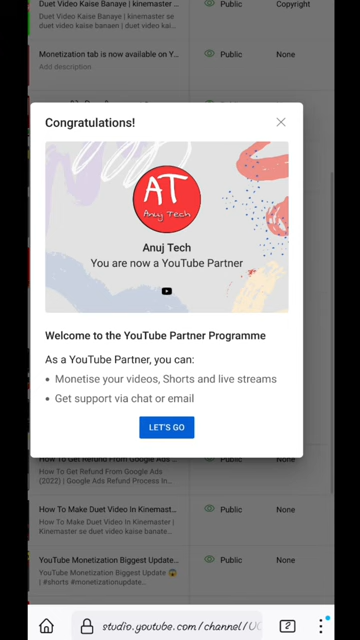 Duet Video Kaise Banaye | kinemaster ...
Public
Copyright
Duet Video Kaise Banaye | kinemaster se
duet video kaise banaen | duet video kai...
Monetization tab is now available on Y...
Public
None
Add description
Congratulations!
AT
Anuj Tech
Anuj Tech
You are now a YouTube Partner
Welcome to the YouTube Partner Programme
As a YouTube Partner, you can:
• Monetise your videos, Shorts and live streams
• Get support via chat or email
LET'S GO
How To Get Refund From Google Ads ...
Public
None
How To Get Refund From Google Ads
(2022) | Google Ads Refund Process In...
How To Make Duet Video In Kinemast...
Public
None
How To Make Duet Video In Kinemaster |
Kinemaster se duet video kaise banate...
YouTube Monetization Biggest Update...
Public
None
YouTube Monetization Biggest Update 😱
| #shorts #monetizationupdate...
studio.youtube.com/channel/UC